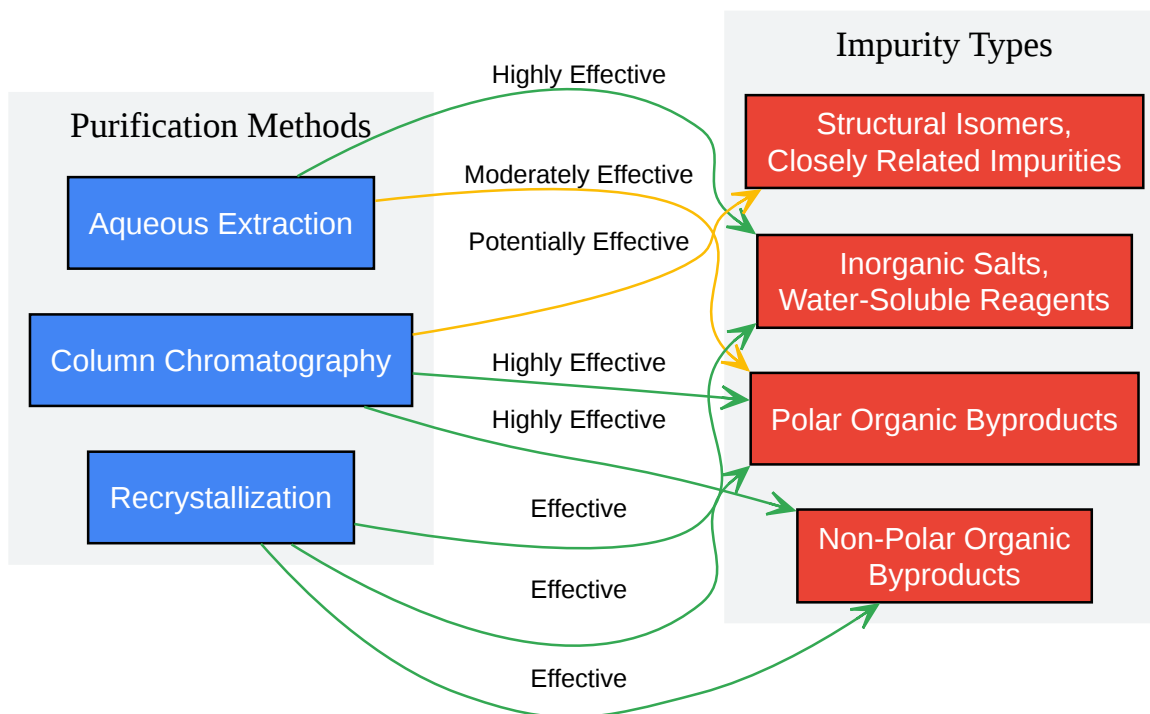 Purification Methods
Aqueous Extraction
Column Chromatography
Recrystallization
Highly Effective
Moderately Effective
Potentially Effective
Highly Effective
Highly Effective
Effective
Effective
Effective
Impurity Types
Structural Isomers,
Closely Related Impurities
Inorganic Salts,
Water-Soluble Reagents
Polar Organic Byproducts
Non-Polar Organic
Byproducts